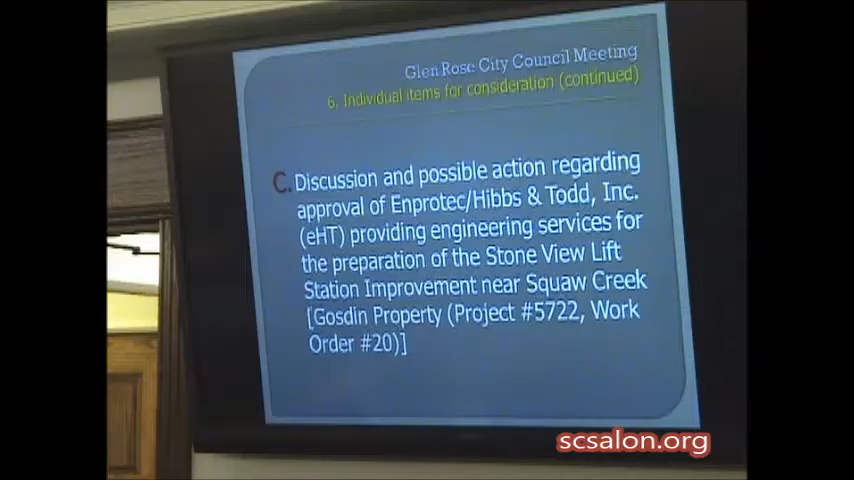 Glen Rose City Council Meeting
6. Individual items for consideration (continued)
C. Discussion and possible action regarding
approval of Enprotec/Hibbs & Todd, Inc.
(eHT) providing engineering services for
the preparation of the Stone View Lift
Station Improvement near Squaw Creek
[Gosdin Property (Project #5722, Work
Order #20)]
scsalon.org